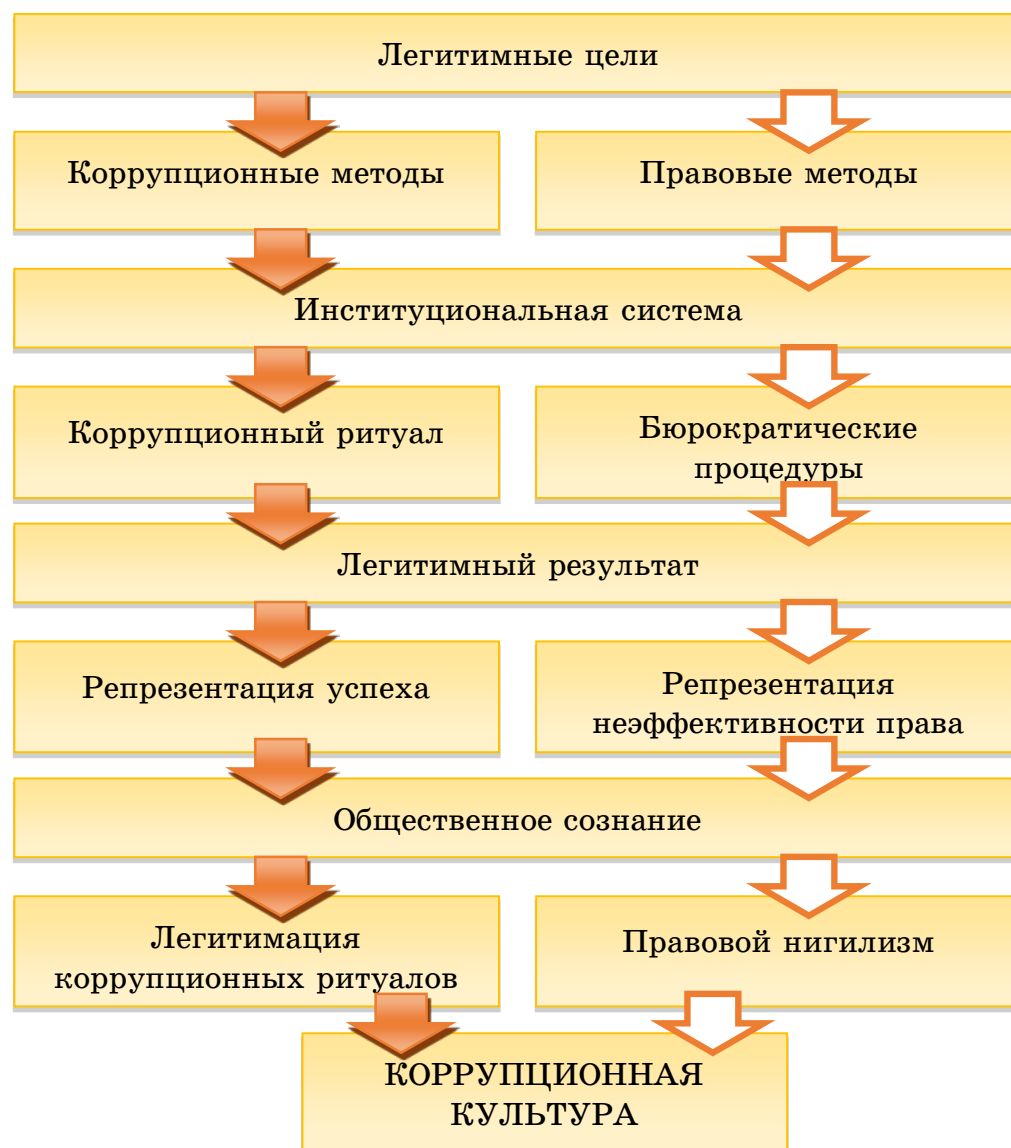 Легитимные цели
Коррупционные методы
Правовые методы
Институциональная система
Коррупционный ритуал
Бюрократические
процедуры
Легитимный результат
Репрезентация успеха
Репрезентация
неэффективности права
Общественное сознание
Легитимация
коррупционных ритуалов
Правовой нигилизм
КОРРУПЦИОННАЯ
КУЛЬТУРА